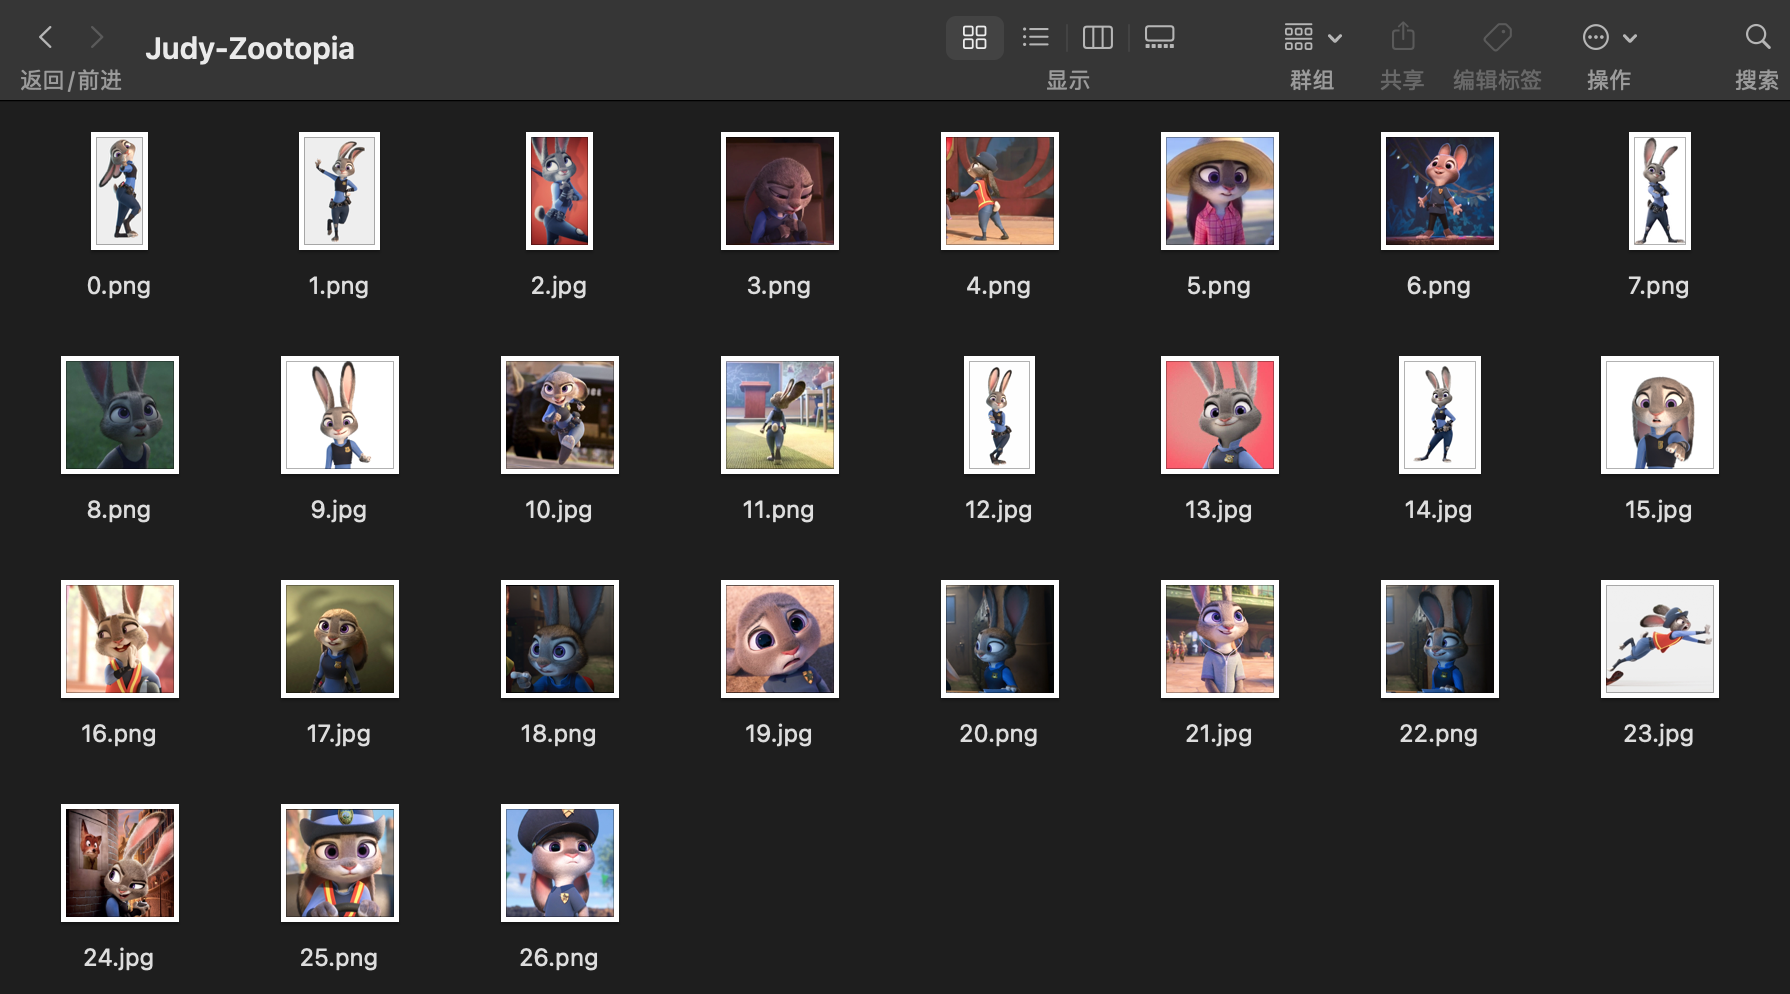 Judy-Zootopia
返回/前进
显示
群组
共享
编辑标签
操作
搜索
0.png
1.png
2.jpg
3.png
4.png
5.png
6.png
7.png
8.png
9.jpg
10.jpg
11.png
12.jpg
13.jpg
14.jpg
15.jpg
16.png
17.jpg
18.png
19.jpg
20.png
21.jpg
22.png
23.jpg
24.jpg
25.png
26.png